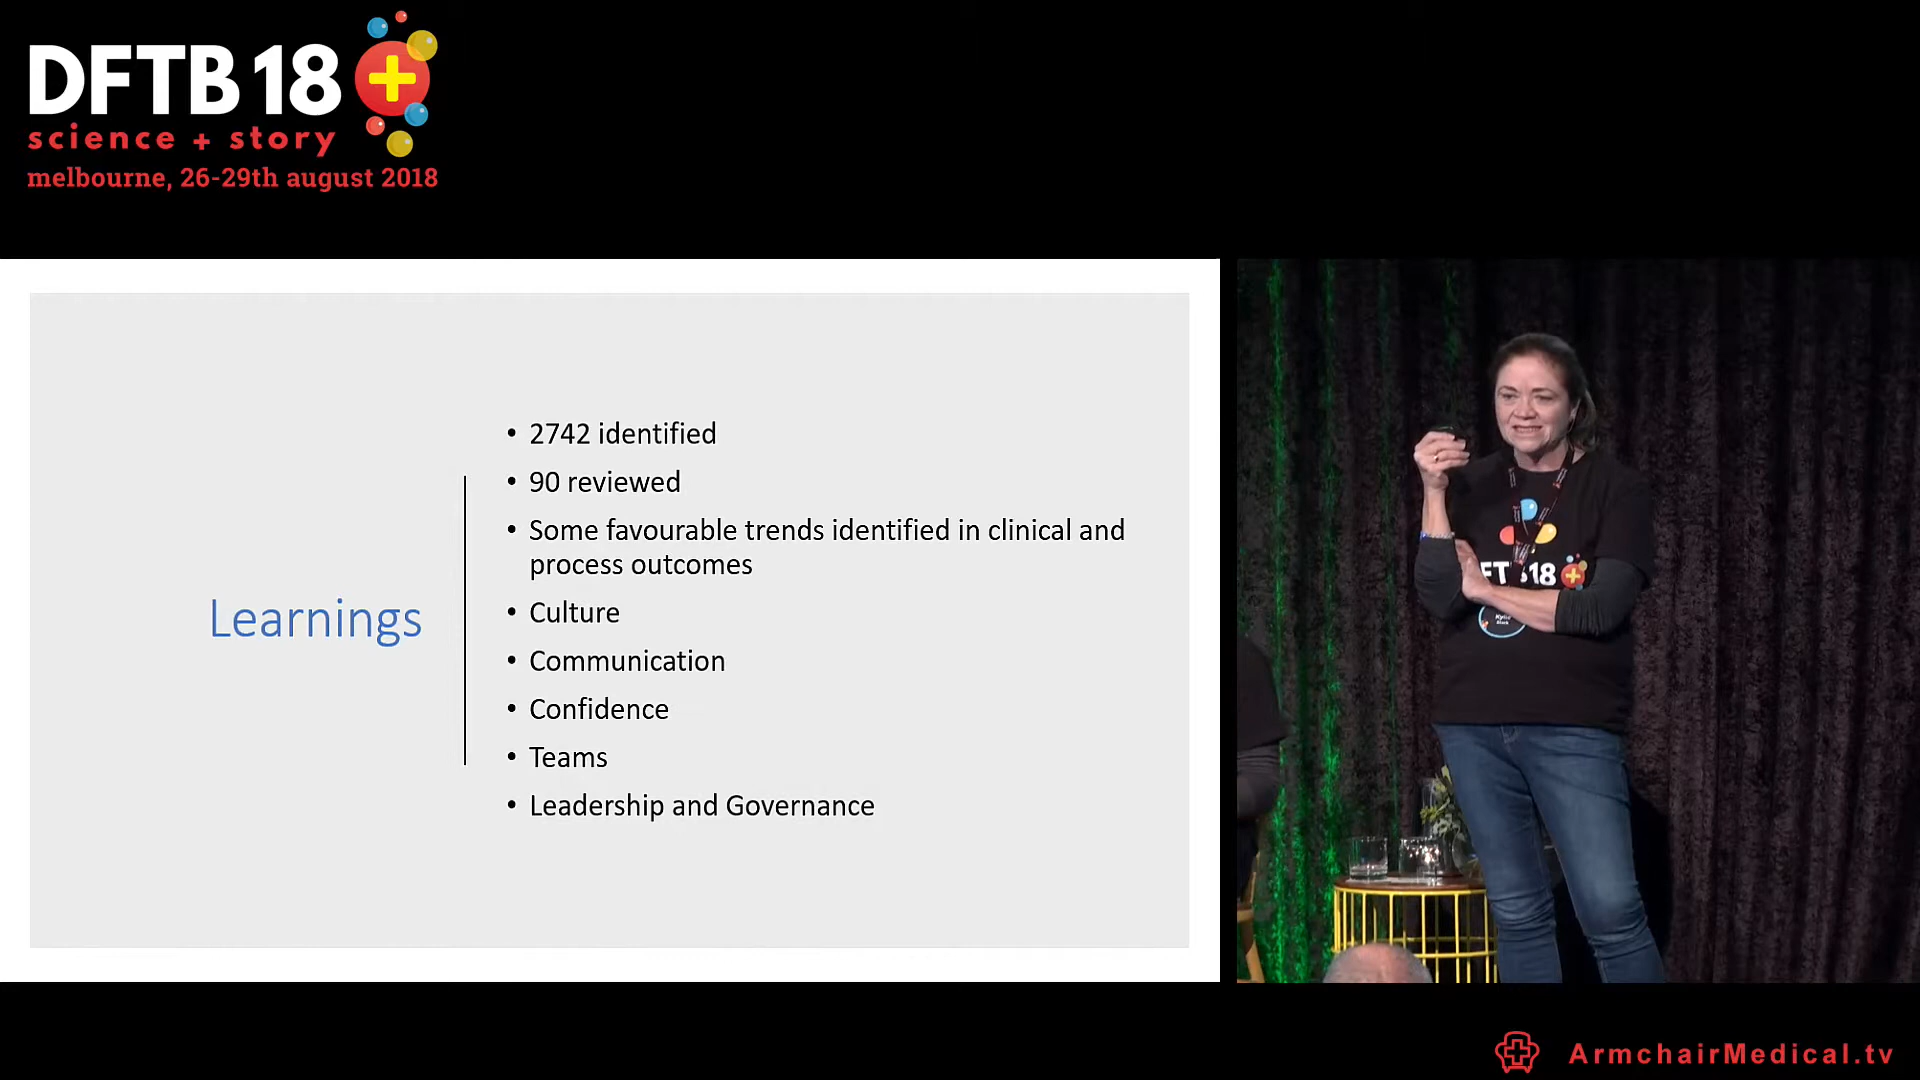 DFTB 18
science + story
melbourne, 26-29th august 2018
Learnings
• 2742 identified
• 90 reviewed
• Some favourable trends identified in clinical and
process outcomes
• Culture
• Communication
• Confidence
• Teams
• Leadership and Governance
18
Kylie
ArmchairMedical.tv